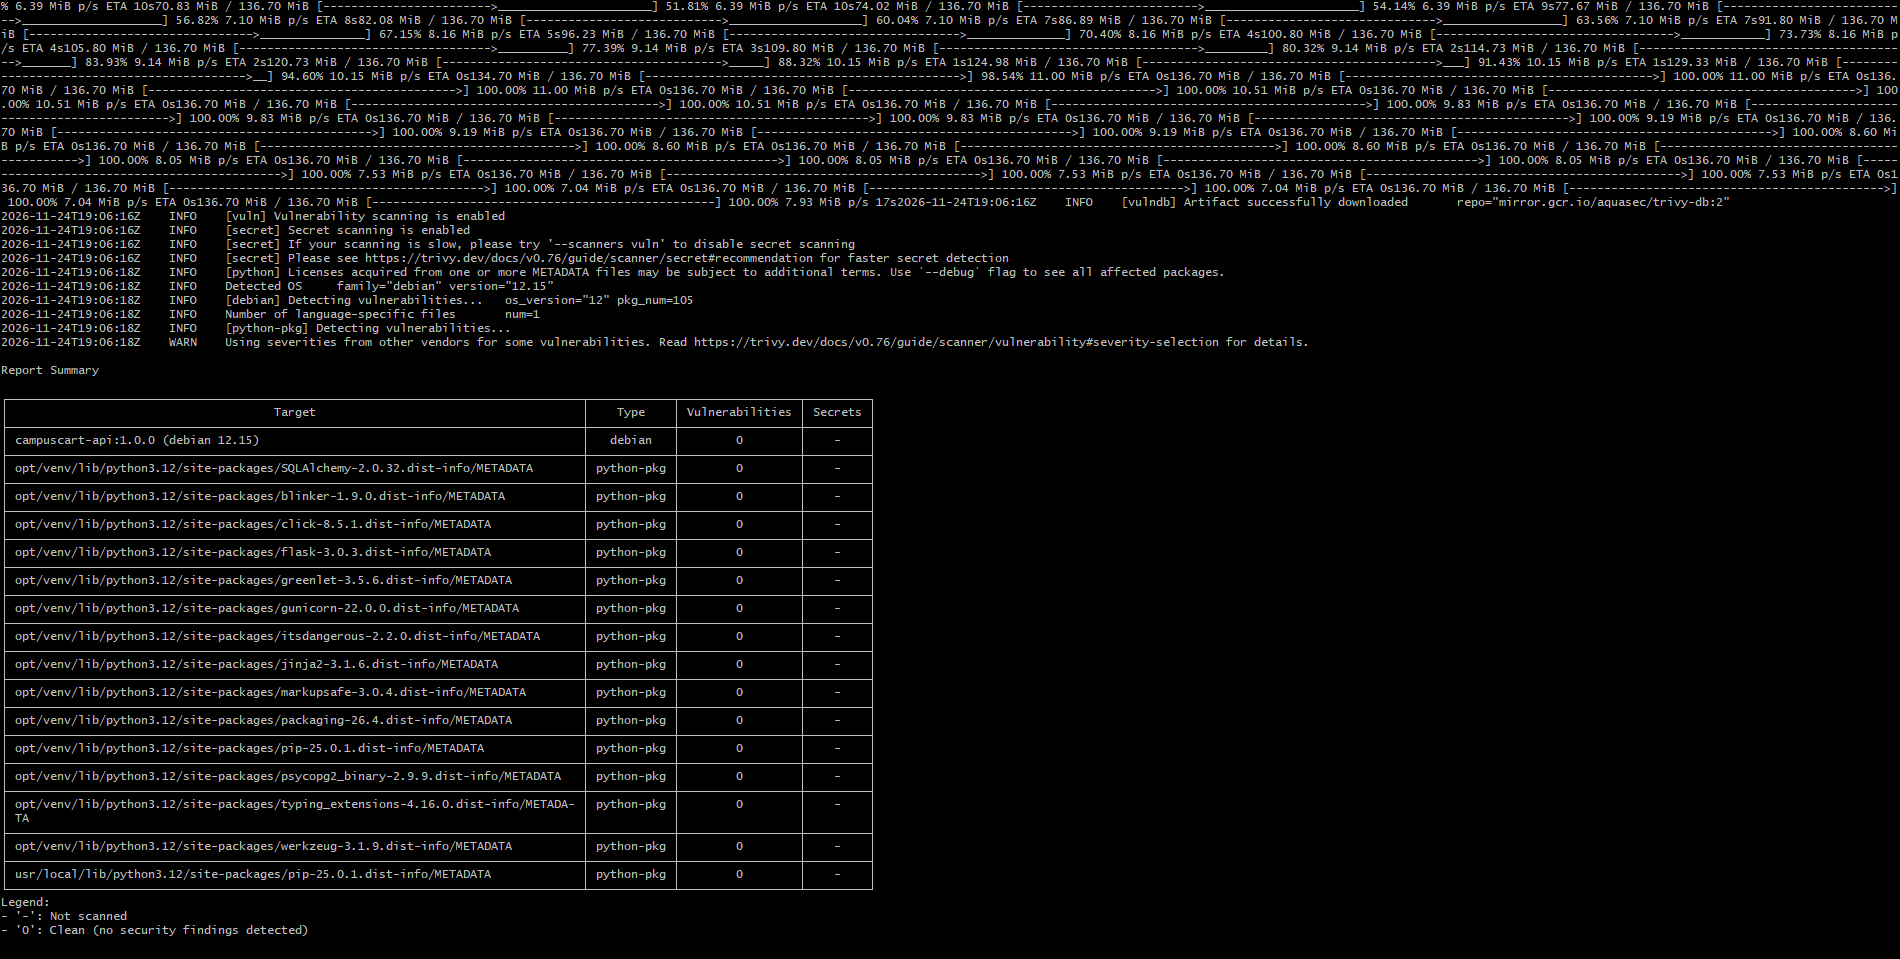 % 6.39 MiB p/s ETA 10s70.83 MiB / 136.70 MiB [------------------------>______________________] 51.81% 6.39 MiB p/s ETA 10s74.02 MiB / 136.70 MiB [------------------------->______________________] 54.14% 6.39 MiB p/s ETA 9s77.67 MiB / 136.70 MiB [-------------------------
-->____________________] 56.82% 7.10 MiB p/s ETA 8s82.08 MiB / 136.70 MiB [---------------------------->____________________] 60.04% 7.10 MiB p/s ETA 7s86.89 MiB / 136.70 MiB [------------------------------>_________________] 63.56% 7.10 MiB p/s ETA 7s91.80 MiB / 136.70 M
iB [-------------------------------->_______________] 67.15% 8.16 MiB p/s ETA 5s96.23 MiB / 136.70 MiB [---------------------------------->______________] 70.40% 8.16 MiB p/s ETA 4s100.80 MiB / 136.70 MiB [----------------------------------->____________] 73.73% 8.16 MiB p
/s ETA 4s105.80 MiB / 136.70 MiB [------------------------------------>__________] 77.39% 9.14 MiB p/s ETA 3s109.80 MiB / 136.70 MiB [-------------------------------------->_________] 80.32% 9.14 MiB p/s ETA 2s114.73 MiB / 136.70 MiB [-------------------------------------
-->_______] 83.93% 9.14 MiB p/s ETA 2s120.73 MiB / 136.70 MiB [----------------------------------------->_____] 88.32% 10.15 MiB p/s ETA 1s124.98 MiB / 136.70 MiB [------------------------------------------->___] 91.43% 10.15 MiB p/s ETA 1s129.33 MiB / 136.70 MiB [--------
------------------------------------>__] 94.60% 10.15 MiB p/s ETA 0s134.70 MiB / 136.70 MiB [--------------------------------------------->] 98.54% 11.00 MiB p/s ETA 0s136.70 MiB / 136.70 MiB [-------------------------------------------->] 100.00% 11.00 MiB p/s ETA 0s136.
70 MiB / 136.70 MiB [-------------------------------------------->] 100.00% 11.00 MiB p/s ETA 0s136.70 MiB / 136.70 MiB [-------------------------------------------->] 100.00% 10.51 MiB p/s ETA 0s136.70 MiB / 136.70 MiB [-------------------------------------------->] 100
.00% 10.51 MiB p/s ETA 0s136.70 MiB / 136.70 MiB [-------------------------------------------->] 100.00% 10.51 MiB p/s ETA 0s136.70 MiB / 136.70 MiB [--------------------------------------------->] 100.00% 9.83 MiB p/s ETA 0s136.70 MiB / 136.70 MiB [---------------------
------------------------>] 100.00% 9.83 MiB p/s ETA 0s136.70 MiB / 136.70 MiB [--------------------------------------------->] 100.00% 9.83 MiB p/s ETA 0s136.70 MiB / 136.70 MiB [--------------------------------------------->] 100.00% 9.19 MiB p/s ETA 0s136.70 MiB / 136.
70 MiB [--------------------------------------------->] 100.00% 9.19 MiB p/s ETA 0s136.70 MiB / 136.70 MiB [--------------------------------------------->] 100.00% 9.19 MiB p/s ETA 0s136.70 MiB / 136.70 MiB [--------------------------------------------->] 100.00% 8.60 Mi
B p/s ETA 0s136.70 MiB / 136.70 MiB [--------------------------------------------->] 100.00% 8.60 MiB p/s ETA 0s136.70 MiB / 136.70 MiB [--------------------------------------------->] 100.00% 8.60 MiB p/s ETA 0s136.70 MiB / 136.70 MiB [----------------------------------
----------->] 100.00% 8.05 MiB p/s ETA 0s136.70 MiB / 136.70 MiB [--------------------------------------------->] 100.00% 8.05 MiB p/s ETA 0s136.70 MiB / 136.70 MiB [--------------------------------------------->] 100.00% 8.05 MiB p/s ETA 0s136.70 MiB / 136.70 MiB [-----
---------------------------------------->] 100.00% 7.53 MiB p/s ETA 0s136.70 MiB / 136.70 MiB [--------------------------------------------->] 100.00% 7.53 MiB p/s ETA 0s136.70 MiB / 136.70 MiB [--------------------------------------------->] 100.00% 7.53 MiB p/s ETA 0s1
36.70 MiB / 136.70 MiB [--------------------------------------------->] 100.00% 7.04 MiB p/s ETA 0s136.70 MiB / 136.70 MiB [--------------------------------------------->] 100.00% 7.04 MiB p/s ETA 0s136.70 MiB / 136.70 MiB [--------------------------------------------->]
100.00% 7.04 MiB p/s ETA 0s136.70 MiB / 136.70 MiB [-------------------------------------------------] 100.00% 7.93 MiB p/s 17s2026-11-24T19:06:16Z INFO [vulndb] Artifact successfully downloaded repo="mirror.gcr.io/aquasec/trivy-db:2"
2026-11-24T19:06:16Z INFO [vuln] Vulnerability scanning is enabled
2026-11-24T19:06:16Z INFO [secret] Secret scanning is enabled
2026-11-24T19:06:16Z INFO [secret] If your scanning is slow, please try '--scanners vuln' to disable secret scanning
2026-11-24T19:06:16Z INFO [secret] Please see https://trivy.dev/docs/v0.76/guide/scanner/secret#recommendation for faster secret detection
2026-11-24T19:06:18Z INFO [python] Licenses acquired from one or more METADATA files may be subject to additional terms. Use `--debug` flag to see all affected packages.
2026-11-24T19:06:18Z INFO Detected OS family="debian" version="12.15"
2026-11-24T19:06:18Z INFO [debian] Detecting vulnerabilities... os_version="12" pkg_num=105
2026-11-24T19:06:18Z INFO Number of language-specific files num=1
2026-11-24T19:06:18Z INFO [python-pkg] Detecting vulnerabilities...
2026-11-24T19:06:18Z WARN Using severities from other vendors for some vulnerabilities. Read https://trivy.dev/docs/v0.76/guide/scanner/vulnerability#severity-selection for details.
Report Summary
Target Type Vulnerabilities Secrets
campuscart-api:1.0.0 (debian 12.15) debian 0 -
opt/venv/lib/python3.12/site-packages/SQLAlchemy-2.0.32.dist-info/METADATA python-pkg 0 -
opt/venv/lib/python3.12/site-packages/blinker-1.9.0.dist-info/METADATA python-pkg 0 -
opt/venv/lib/python3.12/site-packages/click-8.5.1.dist-info/METADATA python-pkg 0 -
opt/venv/lib/python3.12/site-packages/flask-3.0.3.dist-info/METADATA python-pkg 0 -
opt/venv/lib/python3.12/site-packages/greenlet-3.5.6.dist-info/METADATA python-pkg 0 -
opt/venv/lib/python3.12/site-packages/gunicorn-22.0.0.dist-info/METADATA python-pkg 0 -
opt/venv/lib/python3.12/site-packages/itsdangerous-2.2.0.dist-info/METADATA python-pkg 0 -
opt/venv/lib/python3.12/site-packages/jinja2-3.1.6.dist-info/METADATA python-pkg 0 -
opt/venv/lib/python3.12/site-packages/markupsafe-3.0.4.dist-info/METADATA python-pkg 0 -
opt/venv/lib/python3.12/site-packages/packaging-26.4.dist-info/METADATA python-pkg 0 -
opt/venv/lib/python3.12/site-packages/pip-25.0.1.dist-info/METADATA python-pkg 0 -
opt/venv/lib/python3.12/site-packages/psycopg2_binary-2.9.9.dist-info/METADATA python-pkg 0 -
opt/venv/lib/python3.12/site-packages/typing_extensions-4.16.0.dist-info/METADA- python-pkg 0 -
TA
opt/venv/lib/python3.12/site-packages/werkzeug-3.1.9.dist-info/METADATA python-pkg 0 -
usr/local/lib/python3.12/site-packages/pip-25.0.1.dist-info/METADATA python-pkg 0 -
Legend:
- '-': Not scanned
- '0': Clean (no security findings detected)